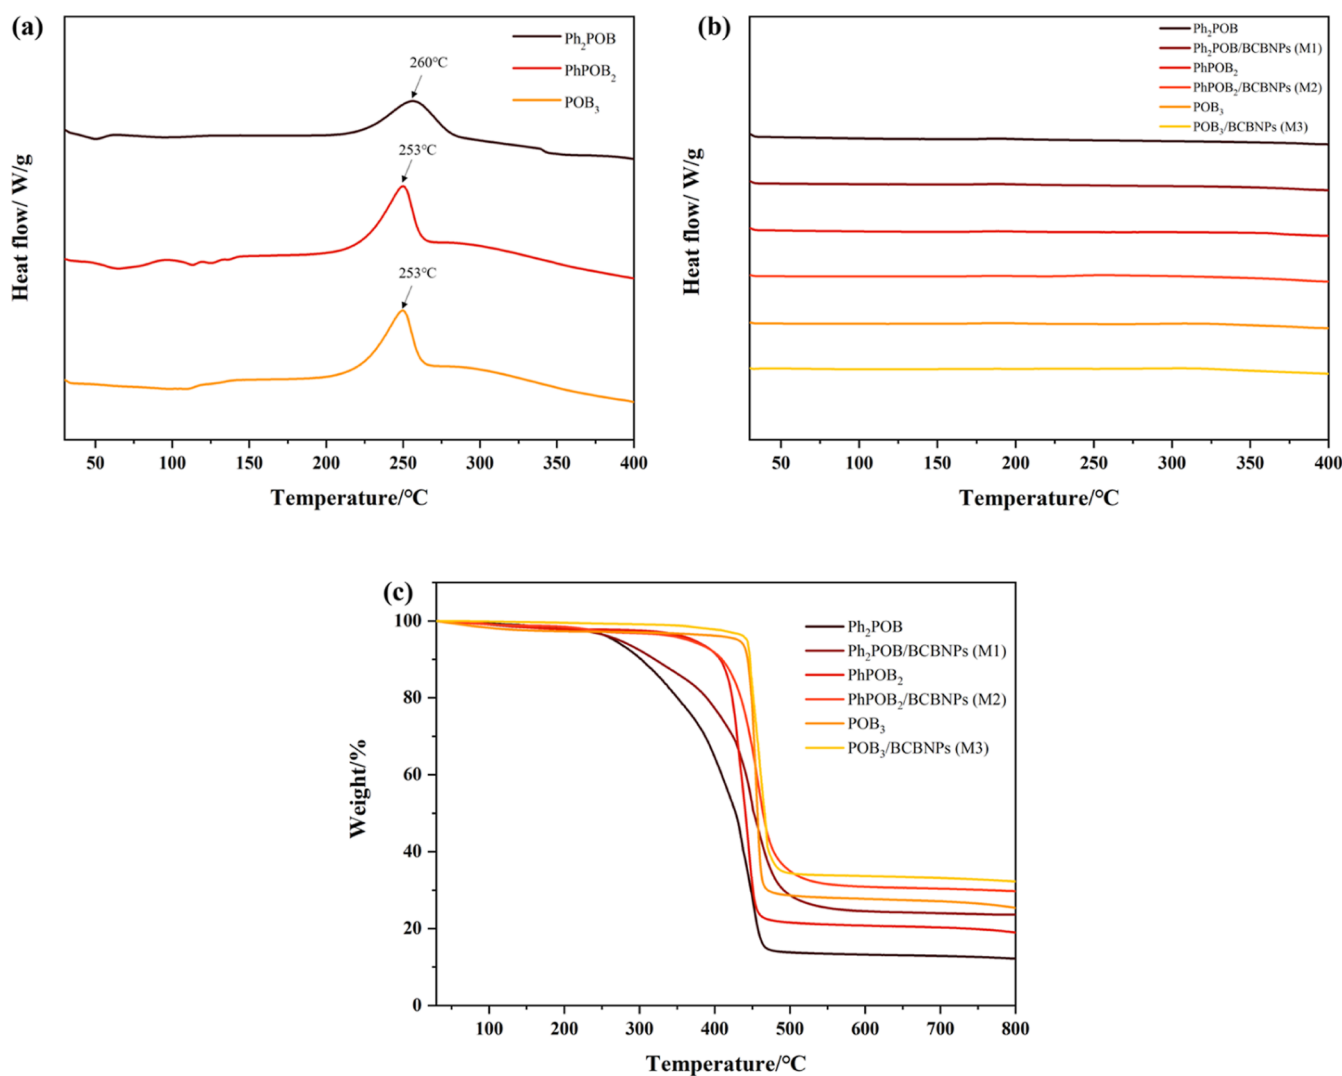 (a)
Ph₂POB
PhPOB₂
POB₃
260℃
253℃
253℃
Heat flow/ W/g
50 100 150 200 250 300 350 400
Temperature/℃
(b)
Ph₂POB
Ph₂POB/BCBNPs (M1)
PhPOB₂
PhPOB₂/BCBNPs (M2)
POB₃
POB₃/BCBNPs (M3)
Heat flow/ W/g
50 100 150 200 250 300 350 400
Temperature/℃
(c)
Ph₂POB
Ph₂POB/BCBNPs (M1)
PhPOB₂
PhPOB₂/BCBNPs (M2)
POB₃
POB₃/BCBNPs (M3)
Weight/%
100
80
60
40
20
0
100 200 300 400 500 600 700 800
Temperature/℃